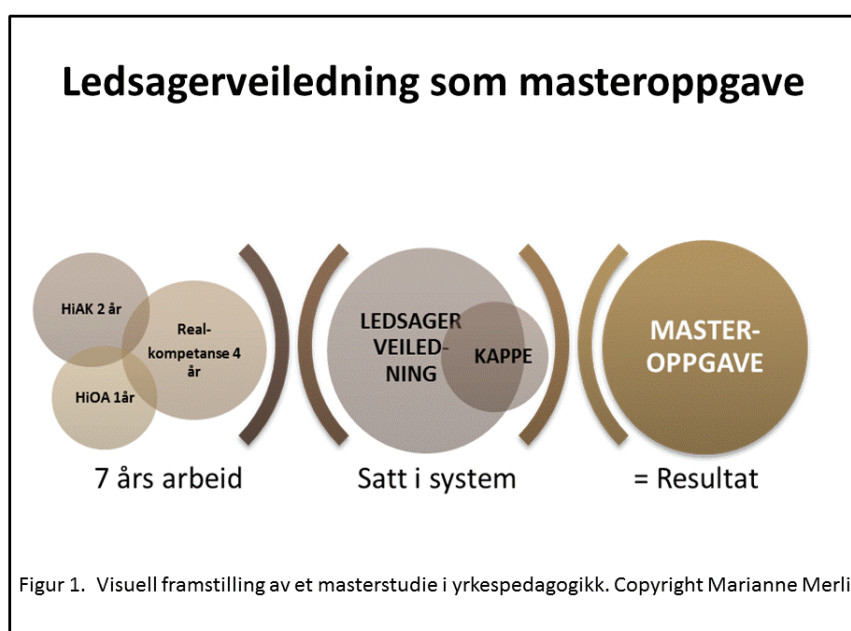 Ledsagerveiledning som masteroppgave
HiAK 2 år
Real-
kompetanse 4
år
HiOA 1år
LEDSAGER
VEILED-
NING
KAPPE
MASTER-
OPPGAVE
7 års arbeid
Satt i system
= Resultat
Figur 1. Visuell framstilling av et masterstudie i yrkespedagogikk. Copyright Marianne Merli